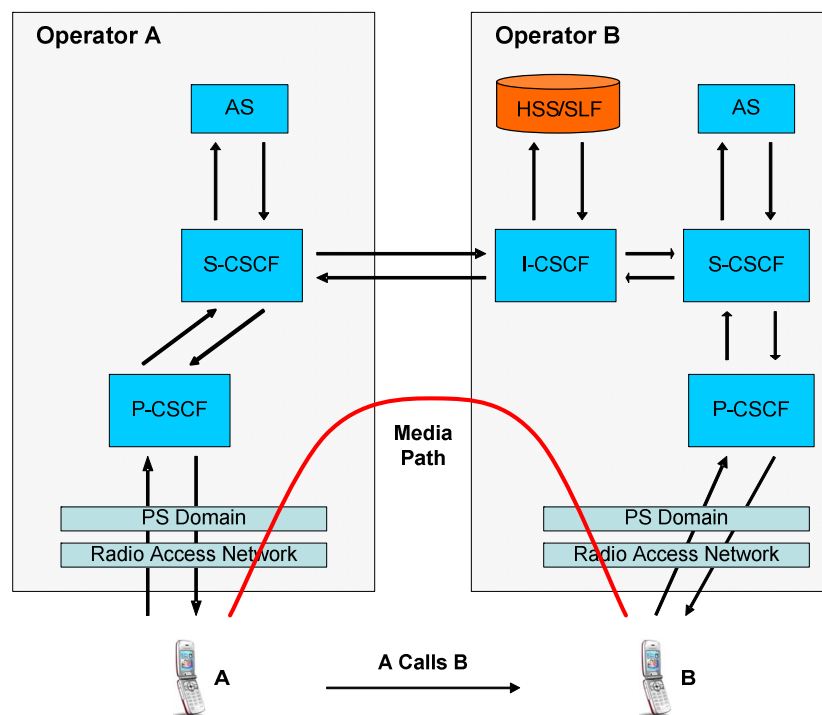 Operator A
Operator B
AS
HSS/SLF
AS
S-CSCF
I-CSCF
S-CSCF
P-CSCF
P-CSCF
Media
Path
PS Domain
PS Domain
Radio Access Network
Radio Access Network
A
A Calls B
B